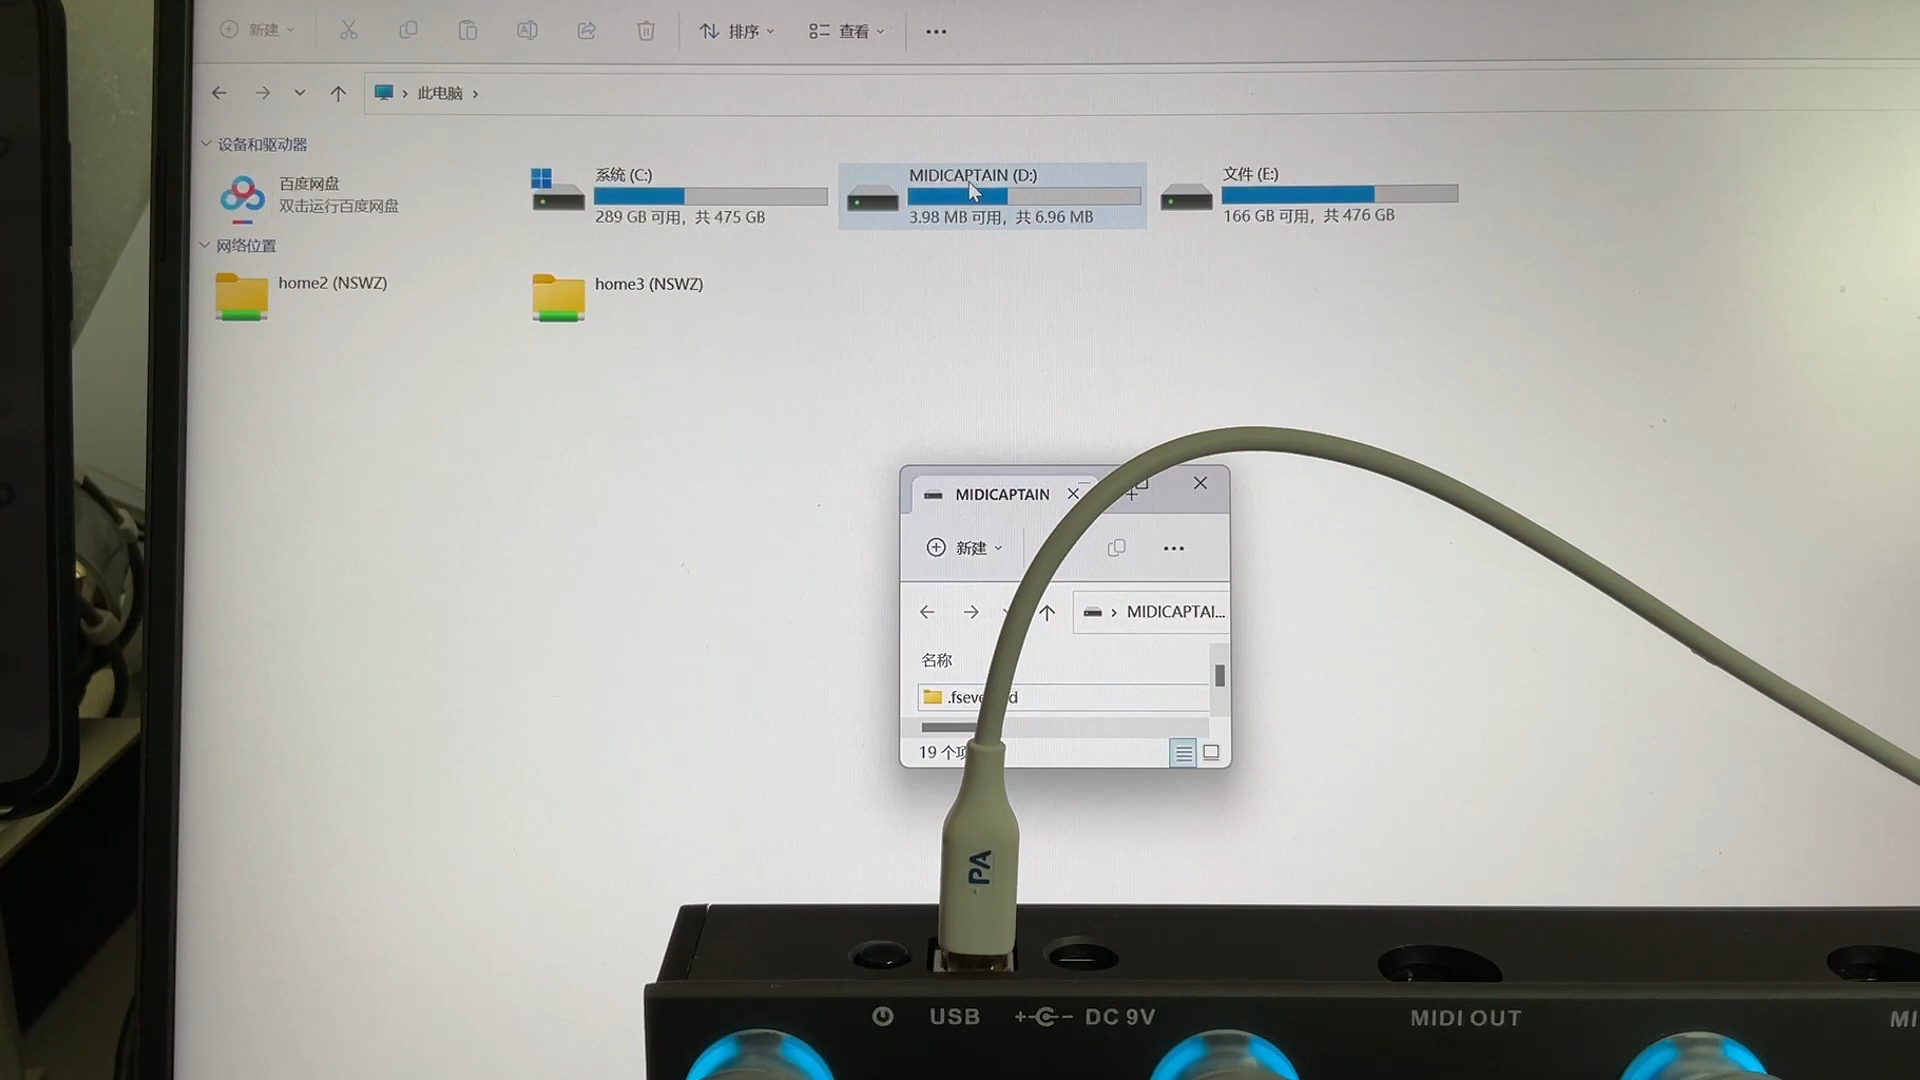 新建
排序
查看
此电脑
设备和驱动器
百度网盘
双击运行百度网盘
系统 (C:)
289 GB 可用, 共 475 GB
MIDICAPTAIN (D:)
3.98 MB 可用, 共 6.96 MB
文件 (E:)
166 GB 可用, 共 476 GB
网络位置
home2 (NSWZ)
home3 (NSWZ)
MIDICAPTAIN
新建
MIDICAPTAI...
名称
19 个
PA
USB
DC 9V
MIDI OUT
MI